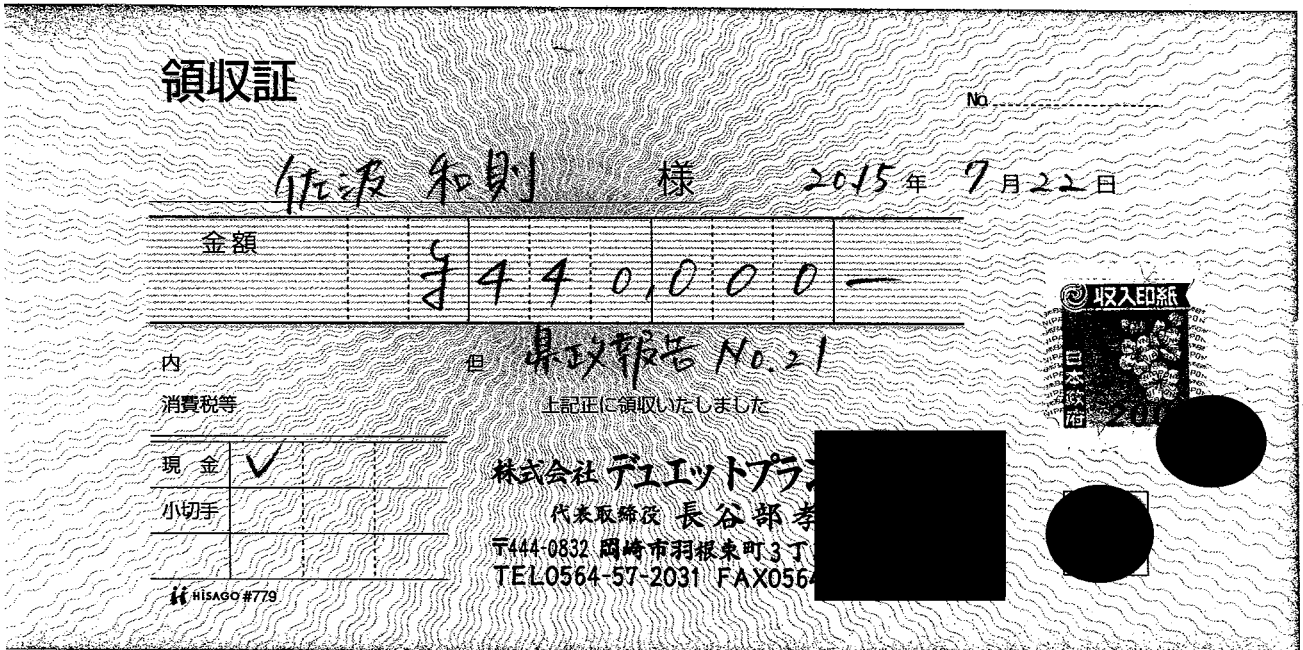 領収証
No.
佐波 和則 様 2015年 7月22日
金額 ¥440,000-
内 但 県政報告 No.21
消費税等 上記正に領収いたしました
現金 ✓
小切手
株式会社 デュエットプラン
代表取締役 長谷部孝
〒444-0832 岡崎市羽根東町3丁
TEL0564-57-2031 FAX0564
HISAGO #779
収入印紙
日本政府
200